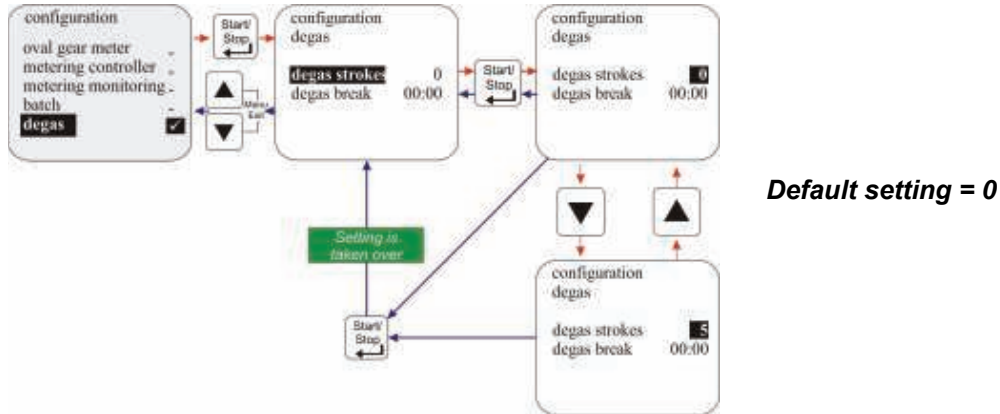 configuration
oval gear meter -
metering controller -
metering monitoring -
batch -
degas
Start/
Stop
Menu/
Exit
configuration
degas
degas strokes 0
degas break 00:00
Start/
Stop
configuration
degas
degas strokes 0
degas break 00:00
Default setting = 0
Setting is
taken over
Start/
Stop
configuration
degas
degas strokes 5
degas break 00:00